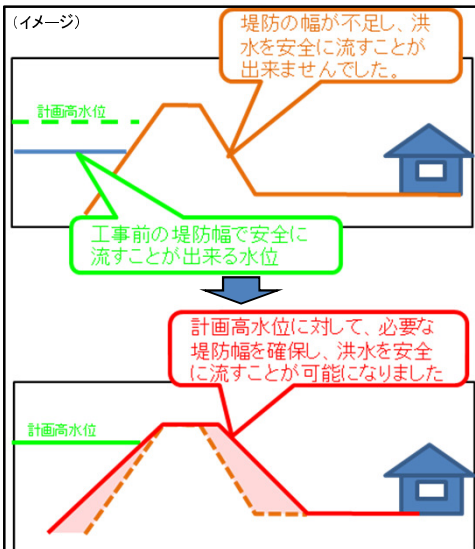 (イメージ)
堤防の幅が不足し、洪
水を安全に流すことが
出来ませんでした。
計画高水位
工事前の堤防幅で安全に
流すことが出来る水位
計画高水位に対して、必要な
堤防幅を確保し、洪水を安全
に流すことが可能になりました
計画高水位